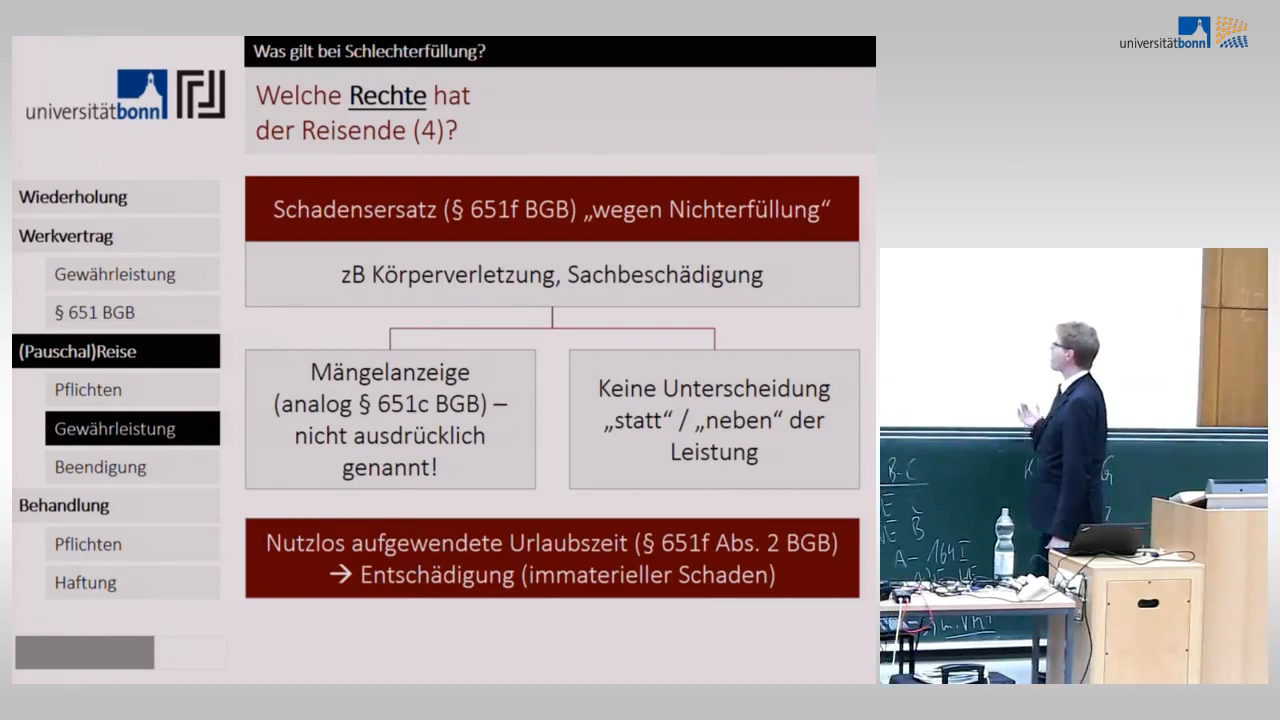 universitätbonn
Was gilt bei Schlechterfüllung?
universitätbonn
Welche Rechte hat
der Reisende (4)?
Wiederholung
Werkvertrag
Gewährleistung
§ 651 BGB
(Pauschal)Reise
Pflichten
Gewährleistung
Beendigung
Behandlung
Pflichten
Haftung
Schadensersatz (§ 651f BGB) „wegen Nichterfüllung“
zB Körperverletzung, Sachbeschädigung
Mängelanzeige
(analog § 651c BGB) –
nicht ausdrücklich
genannt!
Keine Unterscheidung
„statt“ / „neben“ der
Leistung
Nutzlos aufgewendete Urlaubszeit (§ 651f Abs. 2 BGB)
→ Entschädigung (immaterieller Schaden)
B-C